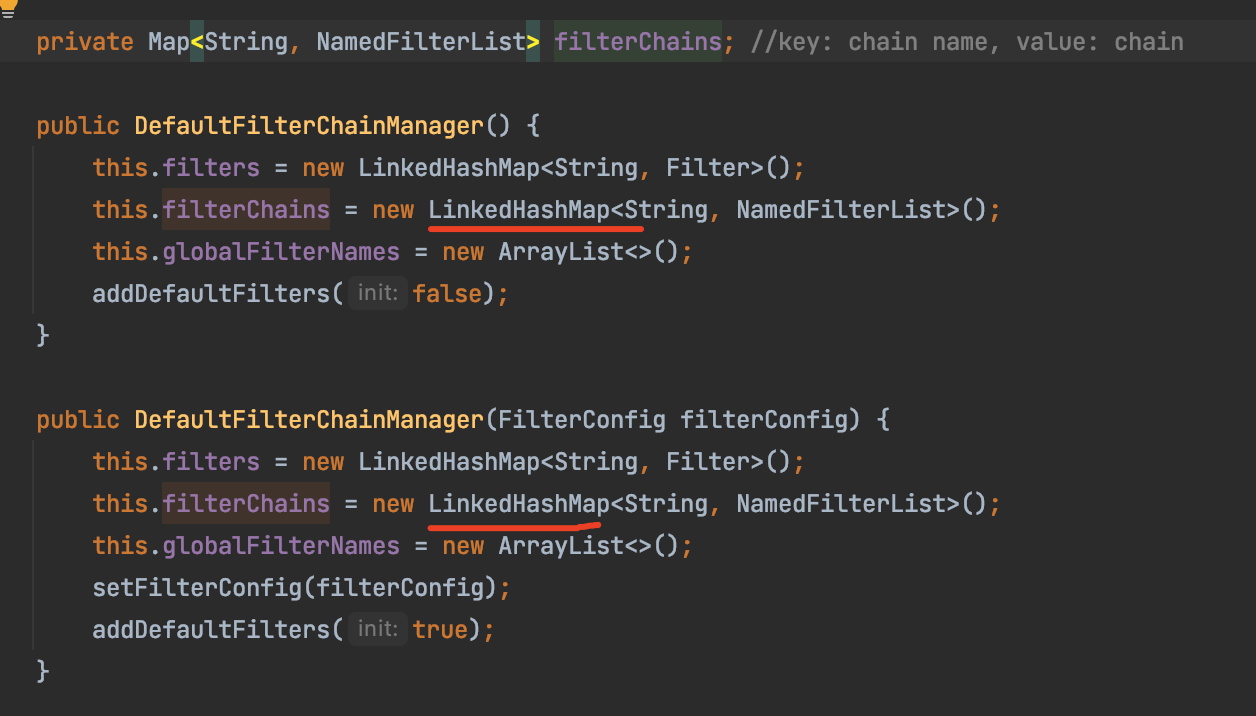 private Map<String, NamedFilterList> filterChains; //key: chain name, value: chain
public DefaultFilterChainManager() {
this.filters = new LinkedHashMap<String, Filter>();
this.filterChains = new LinkedHashMap<String, NamedFilterList>();
this.globalFilterNames = new ArrayList<>();
addDefaultFilters( init: false);
}
public DefaultFilterChainManager(FilterConfig filterConfig) {
this.filters = new LinkedHashMap<String, Filter>();
this.filterChains = new LinkedHashMap<String, NamedFilterList>();
this.globalFilterNames = new ArrayList<>();
setFilterConfig(filterConfig);
addDefaultFilters( init: true);
}